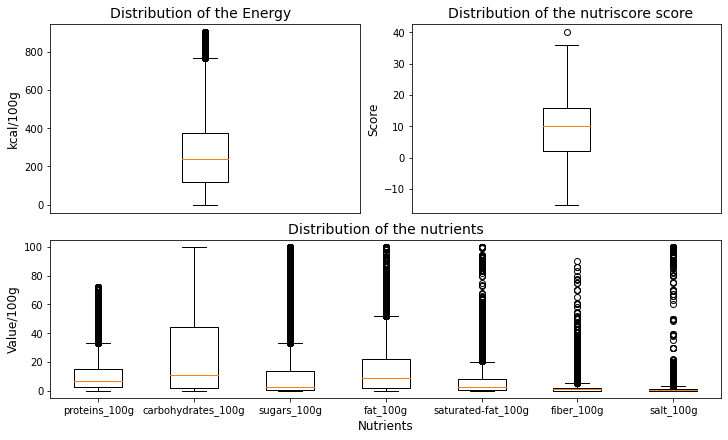 Distribution of the Energy
Distribution of the nutriscore score
800
600
400
200
0
kcal/100g
40
30
20
10
0
−10
Score
Distribution of the nutrients
100
80
60
40
20
0
Value/100g
proteins_100g carbohydrates_100g sugars_100g fat_100g saturated-fat_100g fiber_100g salt_100g
Nutrients